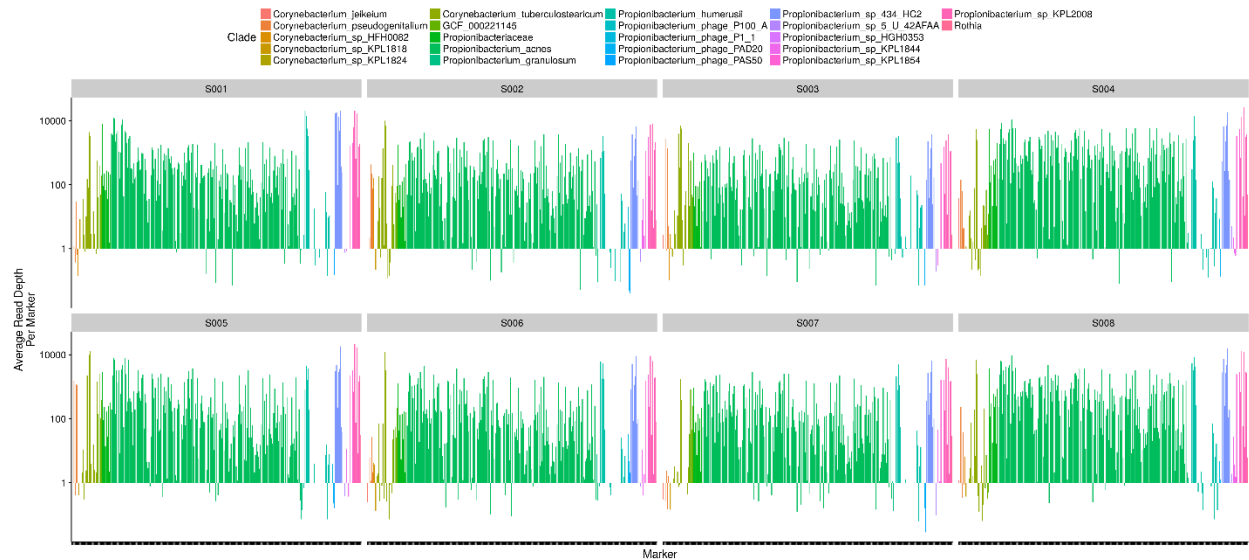 Clade
Corynebacterium_jeikeium
Corynebacterium_pseudogenitalium
Corynebacterium_sp_HFH0082
Corynebacterium_sp_KPL1818
Corynebacterium_sp_KPL1824
Corynebacterium_tuberculostearicum
GCF_000221145
Propionibacteriaceae
Propionibacterium_acnes
Propionibacterium_granulosum
Propionibacterium_humerusii
Propionibacterium_phage_P100_A
Propionibacterium_phage_P1_1
Propionibacterium_phage_PAD20
Propionibacterium_phage_PAS50
Propionibacterium_sp_434_HC2
Propionibacterium_sp_5_U_42AFAA
Propionibacterium_sp_HGH0353
Propionibacterium_sp_KPL1844
Propionibacterium_sp_KPL1854
Propionibacterium_sp_KPL2008
Rothia
S001
S002
S003
S004
10000
100
1
S005
S006
S007
S008
10000
100
1
Average Read Depth
Per Marker
Marker